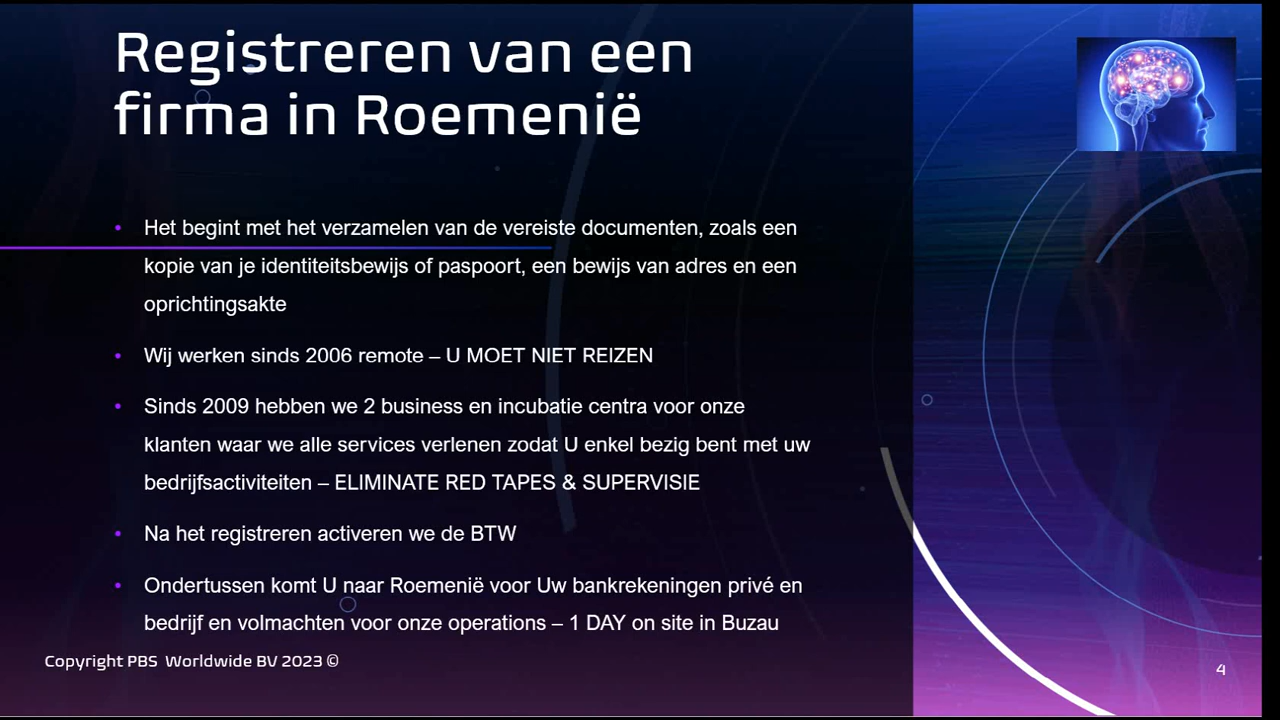 Registreren van een
firma in Roemenië
• Het begint met het verzamelen van de vereiste documenten, zoals een
kopie van je identiteitsbewijs of paspoort, een bewijs van adres en een
oprichtingsakte
• Wij werken sinds 2006 remote – U MOET NIET REIZEN
• Sinds 2009 hebben we 2 business en incubatie centra voor onze
klanten waar we alle services verlenen zodat U enkel bezig bent met uw
bedrijfsactiviteiten – ELIMINATE RED TAPES & SUPERVISIE
• Na het registreren activeren we de BTW
• Ondertussen komt U naar Roemenië voor Uw bankrekeningen privé en
bedrijf en volmachten voor onze operations – 1 DAY on site in Buzau
Copyright PBS Worldwide BV 2023 ©
4